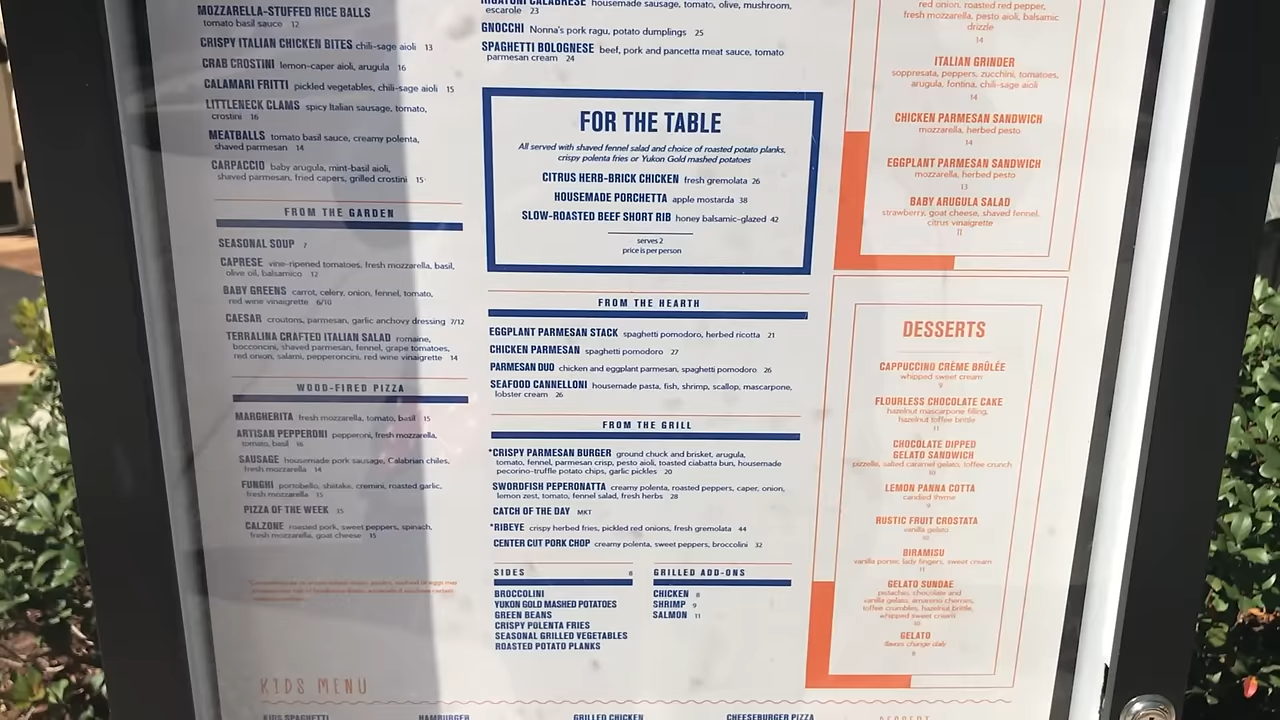 MOZZARELLA-STUFFED RICE BALLS
tomato basil sauce 12
CRISPY ITALIAN CHICKEN BITES chili-sage aioli 13
CRAB CROSTINI lemon-caper aioli, arugula 16
CALAMARI FRITTI pickled vegetables, chili-sage aioli 15
LITTLENECK CLAMS spicy Italian sausage, tomato,
crostini 16
MEATBALLS tomato basil sauce, creamy polenta,
shaved parmesan 14
CARPACCIO baby arugula, mint-basil aioli,
shaved parmesan, fried capers, grilled crostini 15
FROM THE GARDEN
SEASONAL SOUP 7
CAPRESE vine-ripened tomatoes, fresh mozzarella, basil,
olive oil, balsamico 12
BABY GREENS carrot, celery, onion, fennel, tomato,
red wine vinaigrette 6/10
CAESAR croutons, parmesan, garlic anchovy dressing 7/12
TERRALINA CRAFTED ITALIAN SALAD romaine,
bocconcini, shaved parmesan, fennel, grape tomatoes,
red onion, salami, pepperoncini, red wine vinaigrette 14
WOOD-FIRED PIZZA
MARGHERITA fresh mozzarella, tomato, basil 15
ARTISAN PEPPERONI pepperoni, fresh mozzarella,
tomato, basil 16
SAUSAGE housemade pork sausage, Calabrian chiles,
fresh mozzarella 14
FUNGHI portobello, shiitake, cremini, roasted garlic,
fresh mozzarella 15
PIZZA OF THE WEEK 15
CALZONE roasted pork, sweet peppers, spinach,
fresh mozzarella, goat cheese 15
RIGATONI CALABRESE housemade sausage, tomato, olive, mushroom,
escarole 23
GNOCCHI Nonna's pork ragu, potato dumplings 25
SPAGHETTI BOLOGNESE beef, pork and pancetta meat sauce, tomato
parmesan cream 24
FOR THE TABLE
All served with shaved fennel salad and choice of roasted potato planks,
crispy polenta fries or Yukon Gold mashed potatoes
CITRUS HERB-BRICK CHICKEN fresh gremolata 26
HOUSEMADE PORCHETTA apple mostarda 38
SLOW-ROASTED BEEF SHORT RIB honey balsamic-glazed 42
serves 2
price is per person
FROM THE HEARTH
EGGPLANT PARMESAN STACK spaghetti pomodoro, herbed ricotta 21
CHICKEN PARMESAN spaghetti pomodoro 27
PARMESAN DUO chicken and eggplant parmesan, spaghetti pomodoro 26
SEAFOOD CANNELLONI housemade pasta, fish, shrimp, scallop, mascarpone,
lobster cream 26
FROM THE GRILL
*CRISPY PARMESAN BURGER ground chuck and brisket, arugula,
tomato, fennel, parmesan crisp, pesto aioli, toasted ciabatta bun, housemade
pecorino-truffle potato chips, garlic pickles 20
SWORDFISH PEPERONATTA creamy polenta, roasted peppers, caper, onion,
lemon zest, tomato, fennel salad, fresh herbs 28
CATCH OF THE DAY MKT
*RIBEYE crispy herbed fries, pickled red onions, fresh gremolata 44
CENTER CUT PORK CHOP creamy polenta, sweet peppers, broccolini 32
SIDES 8
BROCCOLINI
YUKON GOLD MASHED POTATOES
GREEN BEANS
CRISPY POLENTA FRIES
SEASONAL GRILLED VEGETABLES
ROASTED POTATO PLANKS
GRILLED ADD-ONS
CHICKEN 8
SHRIMP 9
SALMON 11
red onion, roasted red pepper,
fresh mozzarella, pesto aioli, balsamic
drizzle
14
ITALIAN GRINDER
soppresata, peppers, zucchini, tomatoes,
arugula, fontina, chili-sage aioli
14
CHICKEN PARMESAN SANDWICH
mozzarella, herbed pesto
14
EGGPLANT PARMESAN SANDWICH
mozzarella, herbed pesto
13
BABY ARUGULA SALAD
strawberry, goat cheese, shaved fennel,
citrus vinaigrette
11
DESSERTS
CAPPUCCINO CRÈME BRÛLÉE
whipped sweet cream
9
FLOURLESS CHOCOLATE CAKE
hazelnut mascarpone filling,
hazelnut toffee brittle
11
CHOCOLATE DIPPED
GELATO SANDWICH
pizzelle, salted caramel gelato, toffee crunch
10
LEMON PANNA COTTA
candied thyme
9
RUSTIC FRUIT CROSTATA
vanilla gelato
10
BIRAMISU
vanilla porter, lady fingers, sweet cream
11
GELATO SUNDAE
pistachio, chocolate and
vanilla gelato, amareno cherries,
toffee crumbles, hazelnut brittle,
whipped sweet cream
10
GELATO
flavors change daily
8
KIDS MENU
KIDS SPAGHETTI
HAMBURGER
GRILLED CHICKEN
CHEESEBURGER PIZZA
DESSERT